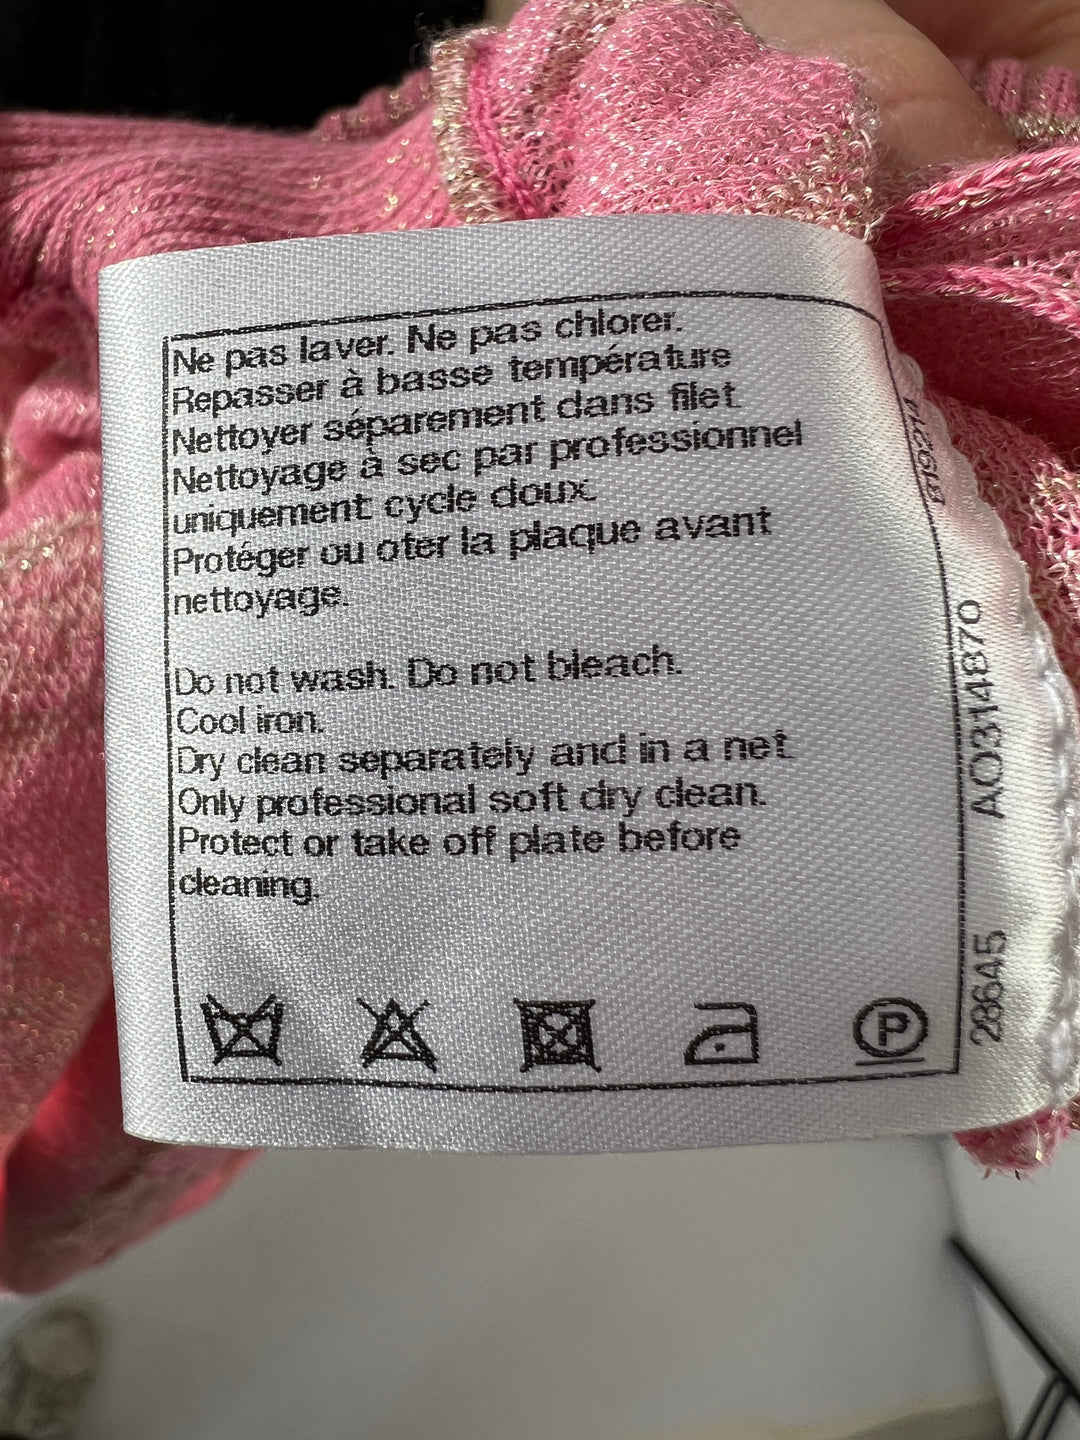 Ne pas laver. Ne pas chlorer.
Repasser à basse température
Nettoyer séparement dans filet
Nettoyage à sec par professionnel
uniquement cycle doux.
Protéger ou oter la plaque avant
nettoyage.
Do not wash. Do not bleach.
Cool iron.
Dry clean separately and in a net
Only professional soft dry clean.
Protect or take off plate before
cleaning.
P
28645
AO314870